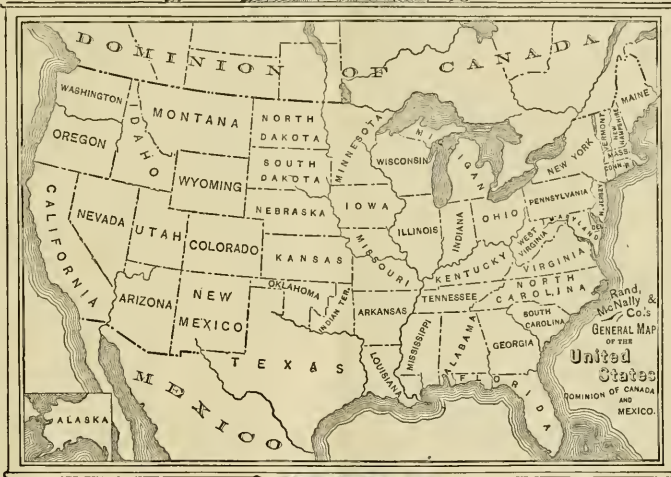 DOMINION OF CANADA
WASHINGTON
MONTANA
NORTH
DAKOTA
MINNESOTA
MAINE
OREGON
IDAHO
SOUTH
DAKOTA
WISCONSIN
MICHIGAN
NEW YORK
VERMONT
NEW
HAMPSHIRE
MASS.
CONN.
R.I.
WYOMING
NEBRASKA
IOWA
PENNSYLVANIA
N. JERSEY
CALIFORNIA
NEVADA
UTAH
COLORADO
KANSAS
MISSOURI
ILLINOIS
INDIANA
OHIO
WEST
VIRGINIA
MARYLAND
DEL
VIRGINIA
KENTUCKY
ARIZONA
NEW
MEXICO
OKLAHOMA
INDIAN TER.
ARKANSAS
TENNESSEE
NORTH
CAROLINA
SOUTH
CAROLINA
TEXAS
LOUISIANA
MISSISSIPPI
ALABAMA
GEORGIA
FLORIDA
MEXICO
ALASKA
Rand,
McNally &
Co.'s
GENERAL MAP
OF THE
United
States
DOMINION OF CANADA
AND
MEXICO.